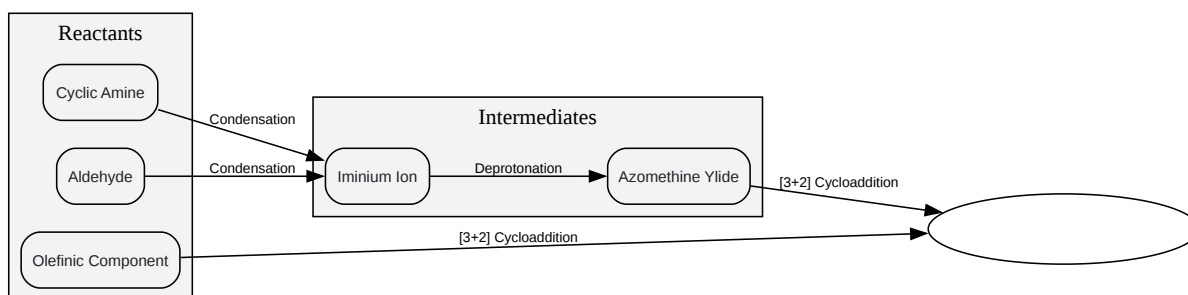 Reactants
Cyclic Amine
Condensation
Aldehyde
Condensation
Olefinic Component
Intermediates
Iminium Ion
Deprotonation
Azomethine Ylide
[3+2] Cycloaddition
[3+2] Cycloaddition